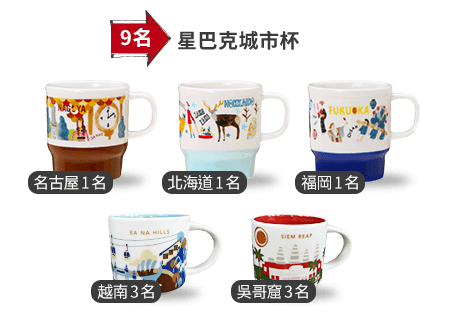 9名
星巴克城市杯
NAGOYA
HOKKAIDO
FUKUOKA
名古屋1名
北海道1名
福岡1名
BA NA HILLS
SIEM REAP
越南3名
吳哥窟3名